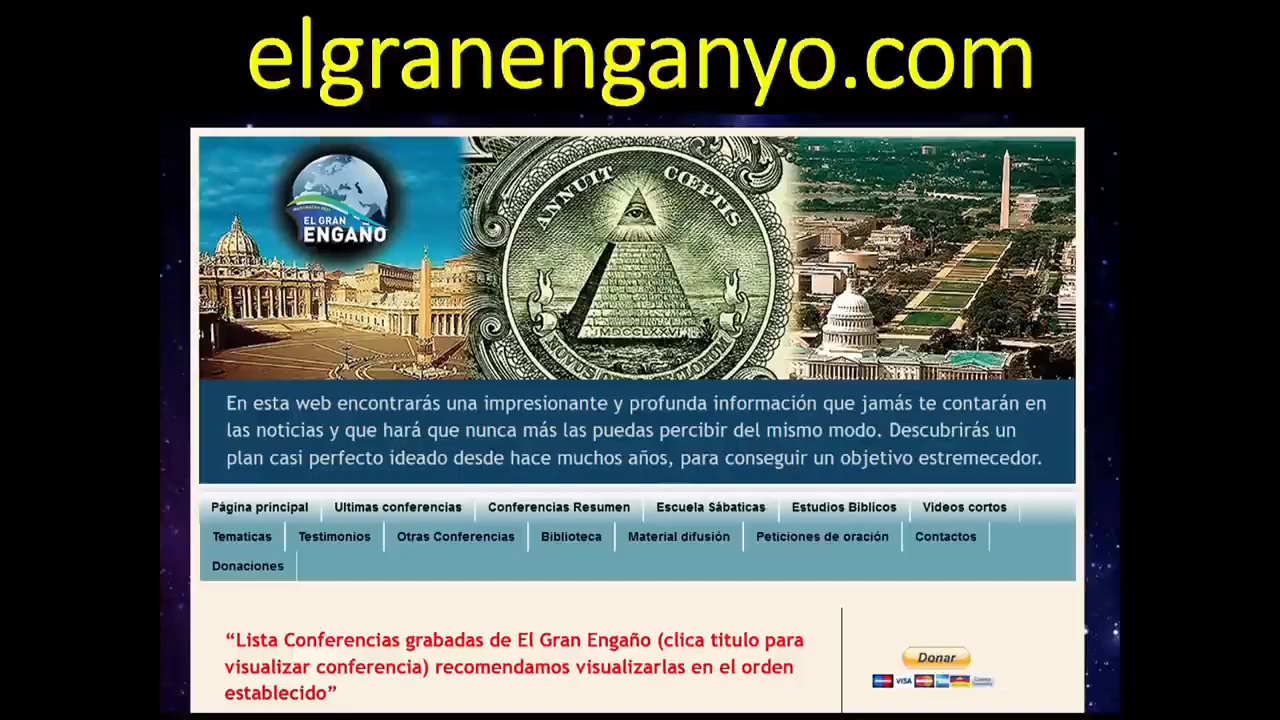 elgranenganyo.com
EL GRAN
ENGAÑO
ANNUIT CŒPTIS
MDCCLXXVI
En esta web encontrarás una impresionante y profunda información que jamás te contarán en
las noticias y que hará que nunca más las puedas percibir del mismo modo. Descubrirás un
plan casi perfecto ideado desde hace muchos años, para conseguir un objetivo estremecedor.
Página principal Ultimas conferencias Conferencias Resumen Escuela Sábaticas Estudios Biblicos Videos cortos
Tematicas Testimonios Otras Conferencias Biblioteca Material difusión Peticiones de oración Contactos
Donaciones
“Lista Conferencias grabadas de El Gran Engaño (clica titulo para
visualizar conferencia) recomendamos visualizarlas en el orden
establecido”
Donar
VISA